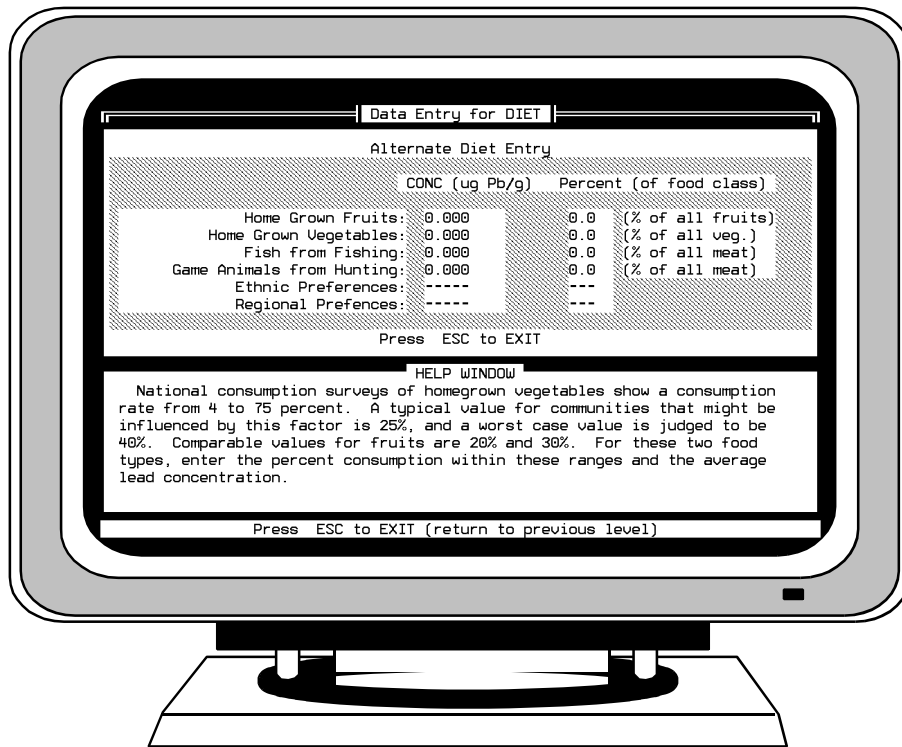 Data Entry for DIET
Alternate Diet Entry
CONC (ug Pb/g) Percent (of food class)
Home Grown Fruits: 0.000 0.0 (% of all fruits)
Home Grown Vegetables: 0.000 0.0 (% of all veg.)
Fish from Fishing: 0.000 0.0 (% of all meat)
Game Animals from Hunting: 0.000 0.0 (% of all meat)
Ethnic Preferences: ----- ---
Regional Prefences: ----- ---
Press ESC to EXIT
HELP WINDOW
National consumption surveys of homegrown vegetables show a consumption
rate from 4 to 75 percent. A typical value for communities that might be
influenced by this factor is 25%, and a worst case value is judged to be
40%. Comparable values for fruits are 20% and 30%. For these two food
types, enter the percent consumption within these ranges and the average
lead concentration.
Press ESC to EXIT (return to previous level)